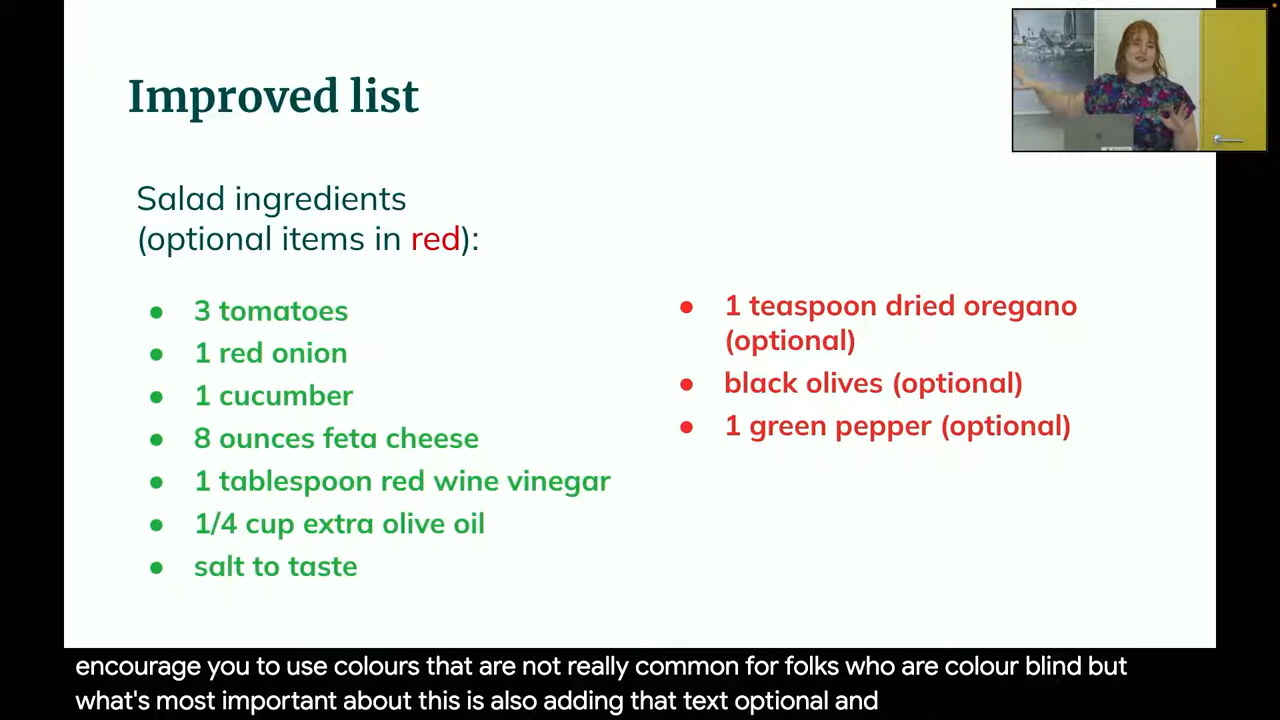 Improved list
Salad ingredients
(optional items in red):
● 3 tomatoes
● 1 red onion
● 1 cucumber
● 8 ounces feta cheese
● 1 tablespoon red wine vinegar
● 1/4 cup extra olive oil
● salt to taste
● 1 teaspoon dried oregano
(optional)
● black olives (optional)
● 1 green pepper (optional)
encourage you to use colours that are not really common for folks who are colour blind but
what's most important about this is also adding that text optional and